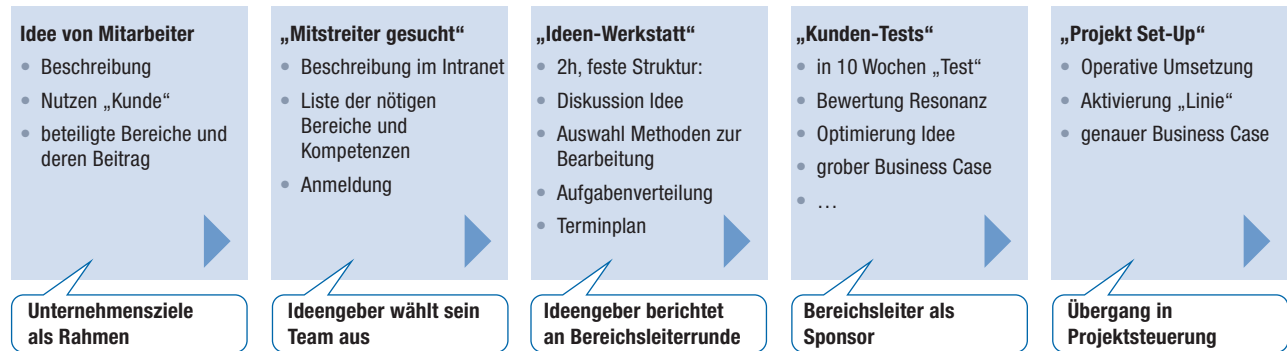 Idee von Mitarbeiter
• Beschreibung
• Nutzen „Kunde“
• beteiligte Bereiche und
deren Beitrag
Unternehmensziele
als Rahmen
„Mitstreiter gesucht“
• Beschreibung im Intranet
• Liste der nötigen
Bereiche und
Kompetenzen
• Anmeldung
Ideengeber wählt sein
Team aus
„Ideen-Werkstatt“
• 2h, feste Struktur:
• Diskussion Idee
• Auswahl Methoden zur
Bearbeitung
• Aufgabenverteilung
• Terminplan
Ideengeber berichtet
an Bereichsleiterrunde
„Kunden-Tests“
• in 10 Wochen „Test“
• Bewertung Resonanz
• Optimierung Idee
• grober Business Case
• …
Bereichsleiter als
Sponsor
„Projekt Set-Up“
• Operative Umsetzung
• Aktivierung „Linie“
• genauer Business Case
Übergang in
Projektsteuerung